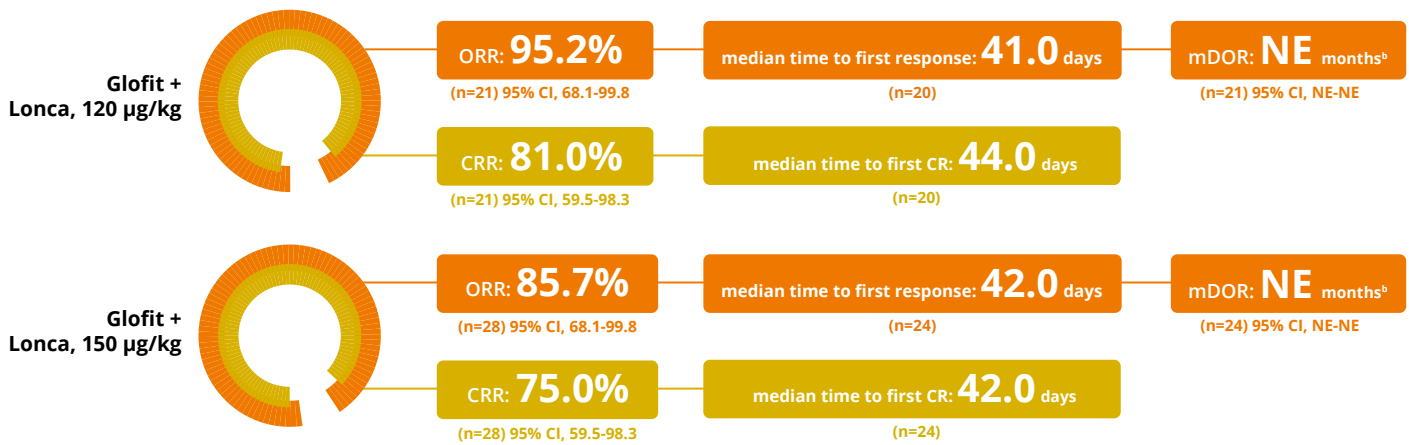 Glofit +
Lonca, 120 µg/kg
ORR: 95.2%
(n=21) 95% CI, 68.1-99.8
median time to first response: 41.0 days
(n=20)
mDOR: NE monthsᵇ
(n=21) 95% CI, NE-NE
CRR: 81.0%
(n=21) 95% CI, 59.5-98.3
median time to first CR: 44.0 days
(n=20)
Glofit +
Lonca, 150 µg/kg
ORR: 85.7%
(n=28) 95% CI, 68.1-99.8
median time to first response: 42.0 days
(n=24)
mDOR: NE monthsᵇ
(n=24) 95% CI, NE-NE
CRR: 75.0%
(n=28) 95% CI, 59.5-98.3
median time to first CR: 42.0 days
(n=24)